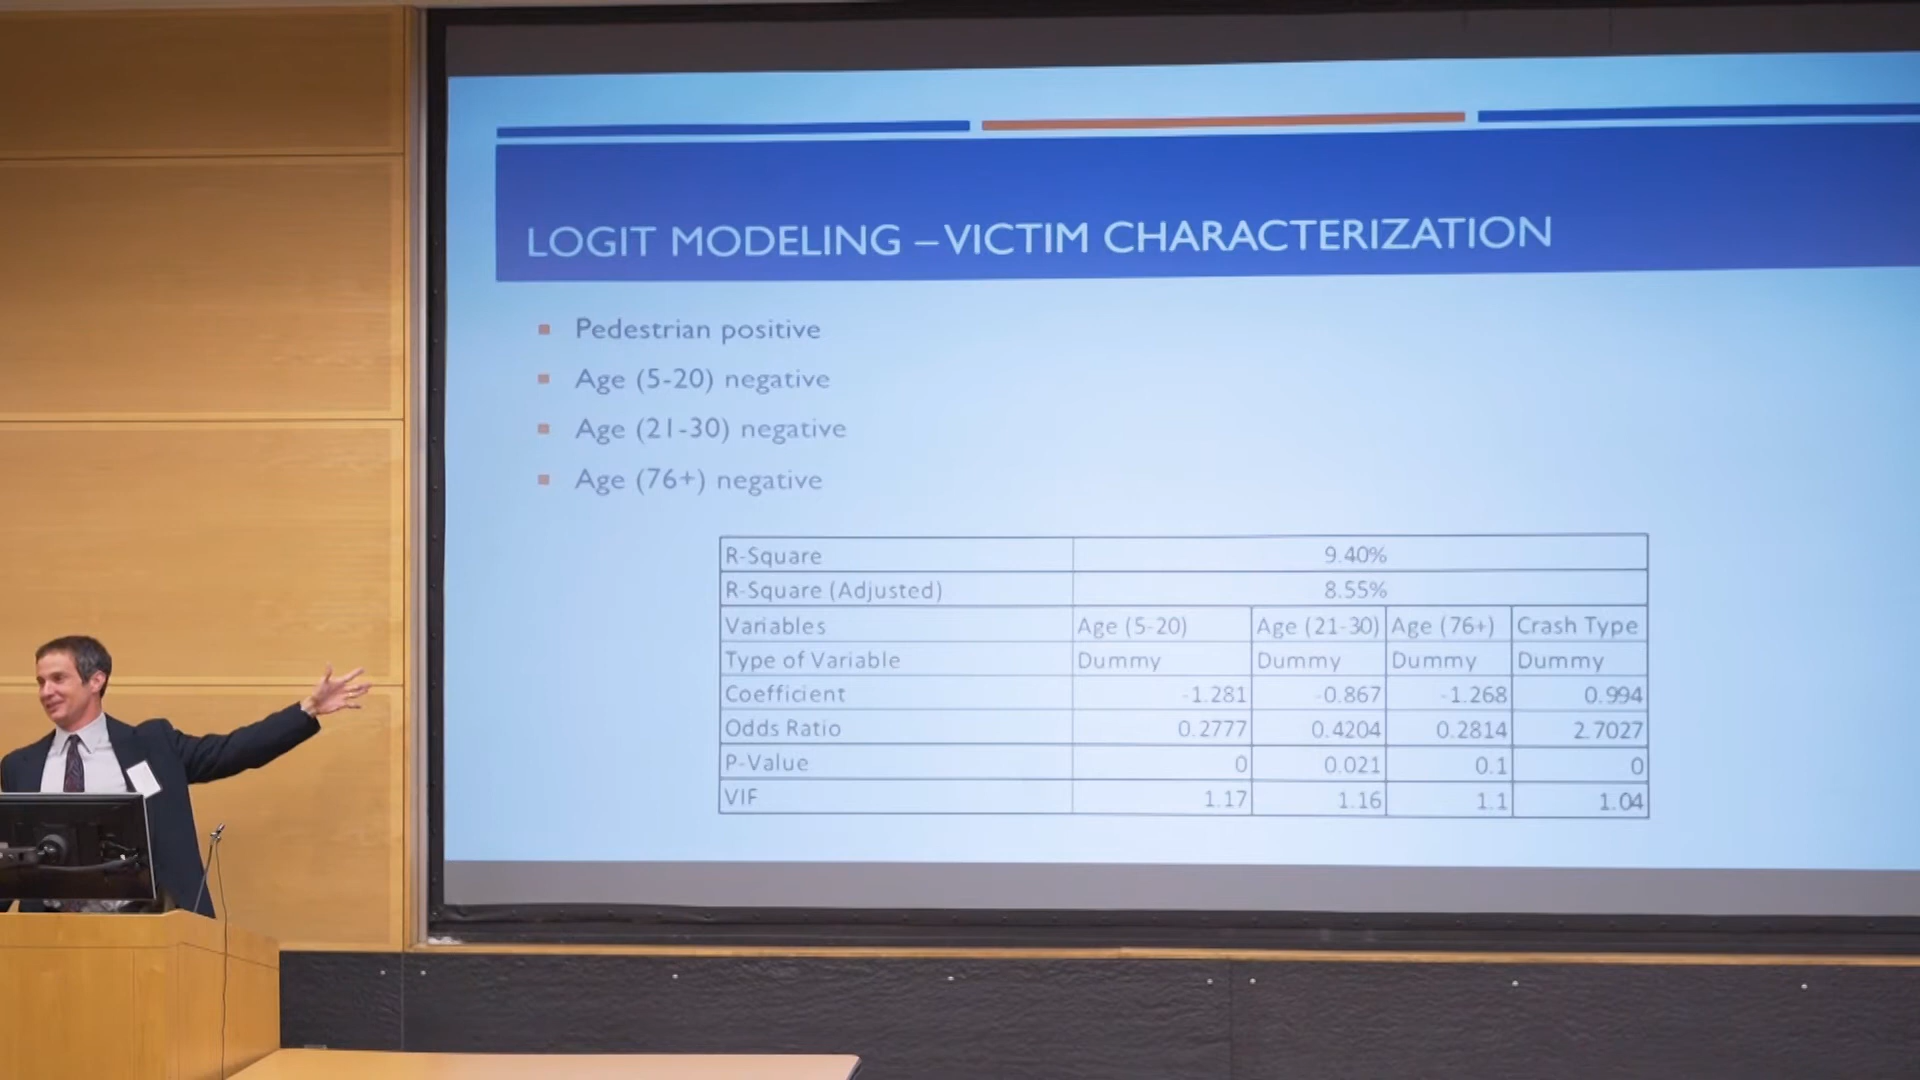 LOGIT MODELING – VICTIM CHARACTERIZATION
Pedestrian positive
Age (5-20) negative
Age (21-30) negative
Age (76+) negative
R-Square 9.40%
R-Square (Adjusted) 8.55%
Variables Age (5-20) Age (21-30) Age (76+) Crash Type
Type of Variable Dummy Dummy Dummy Dummy
Coefficient -1.281 -0.867 -1.268 0.994
Odds Ratio 0.2777 0.4204 0.2814 2.7027
P-Value 0 0.021 0.1 0
VIF 1.17 1.16 1.1 1.04